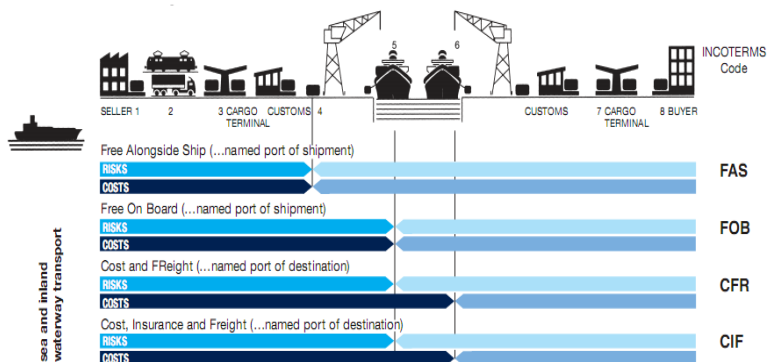 5 6
INCOTERMS
Code
SELLER 1 2 3 CARGO TERMINAL CUSTOMS 4 CUSTOMS 7 CARGO TERMINAL 8 BUYER
Free Alongside Ship (...named port of shipment)
RISKS
COSTS
FAS
Free On Board (...named port of shipment)
RISKS
COSTS
FOB
Cost and FReight (...named port of destination)
RISKS
COSTS
CFR
Cost, Insurance and Freight (...named port of destination)
RISKS
COSTS
CIF
sea and inland
waterway transport